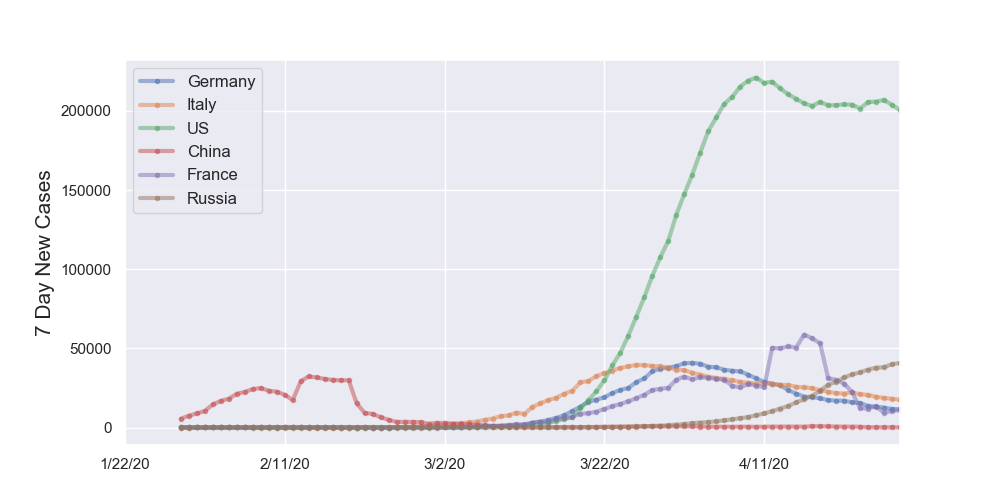 Germany
Italy
US
China
France
Russia
7 Day New Cases
200000
150000
100000
50000
0
1/22/20 2/11/20 3/2/20 3/22/20 4/11/20